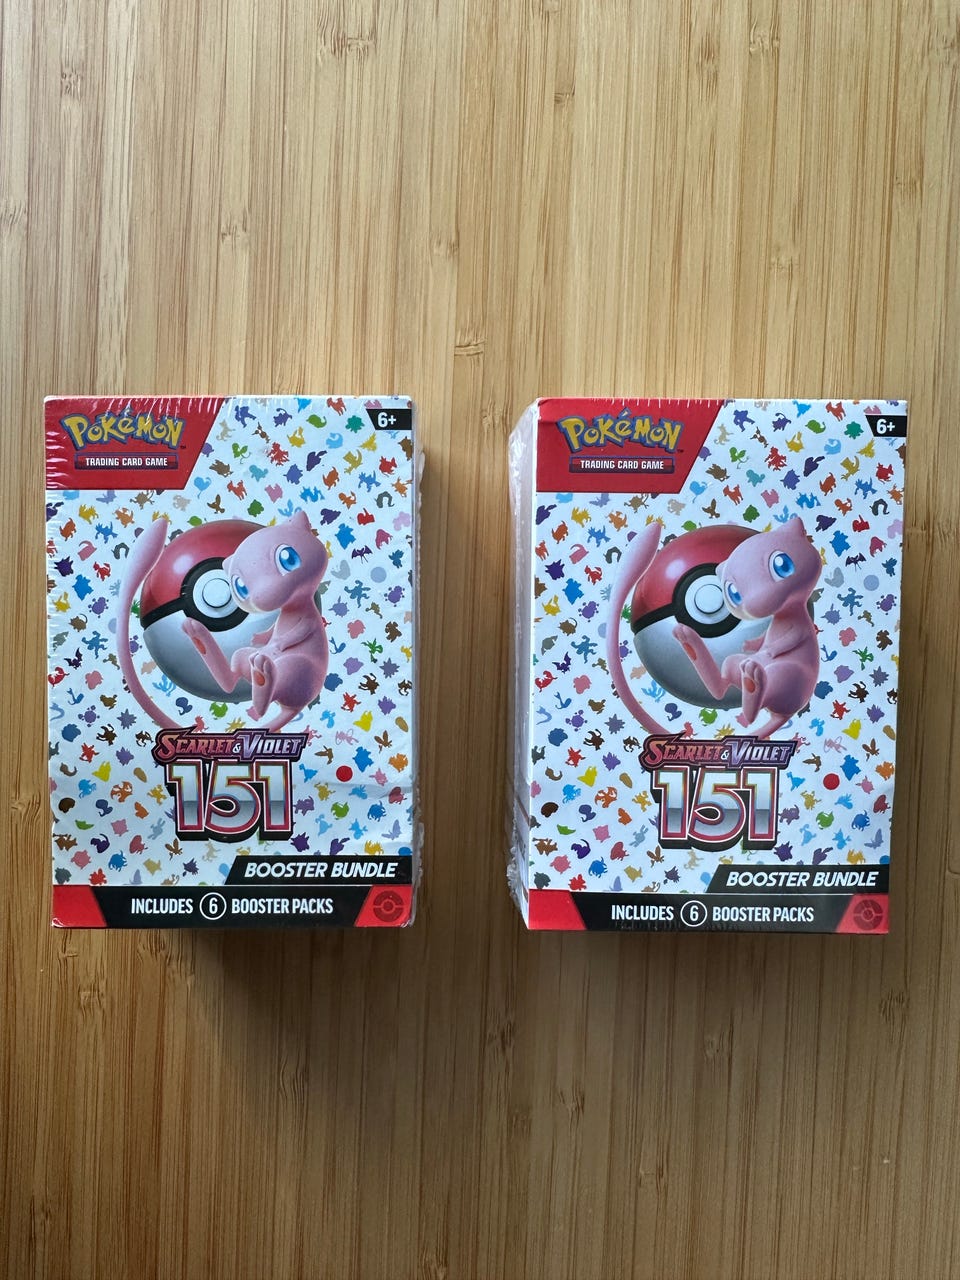 POKéMON
TRADING CARD GAME
6+
SCARLET & VIOLET
151
BOOSTER BUNDLE
INCLUDES 6 BOOSTER PACKS
POKéMON
TRADING CARD GAME
6+
SCARLET & VIOLET
151
BOOSTER BUNDLE
INCLUDES 6 BOOSTER PACKS